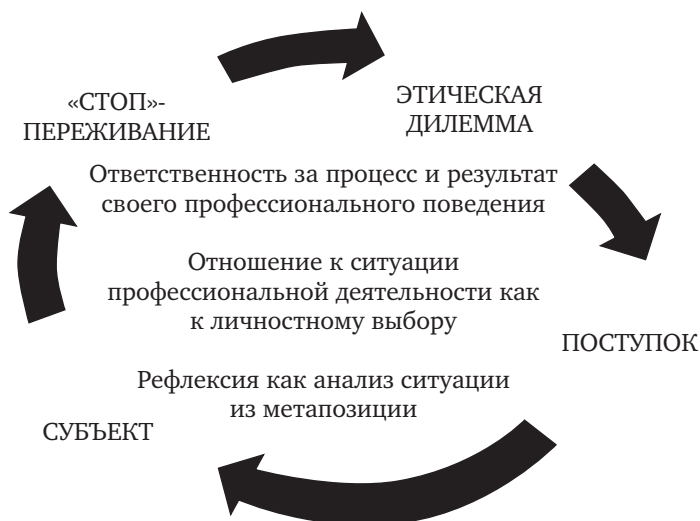 «СТОП»-
ПЕРЕЖИВАНИЕ
ЭТИЧЕСКАЯ
ДИЛЕММА
Ответственность за процесс и результат
своего профессионального поведения
Отношение к ситуации
профессиональной деятельности как
к личностному выбору
ПОСТУПОК
Рефлексия как анализ ситуации
из метапозиции
СУБЪЕКТ